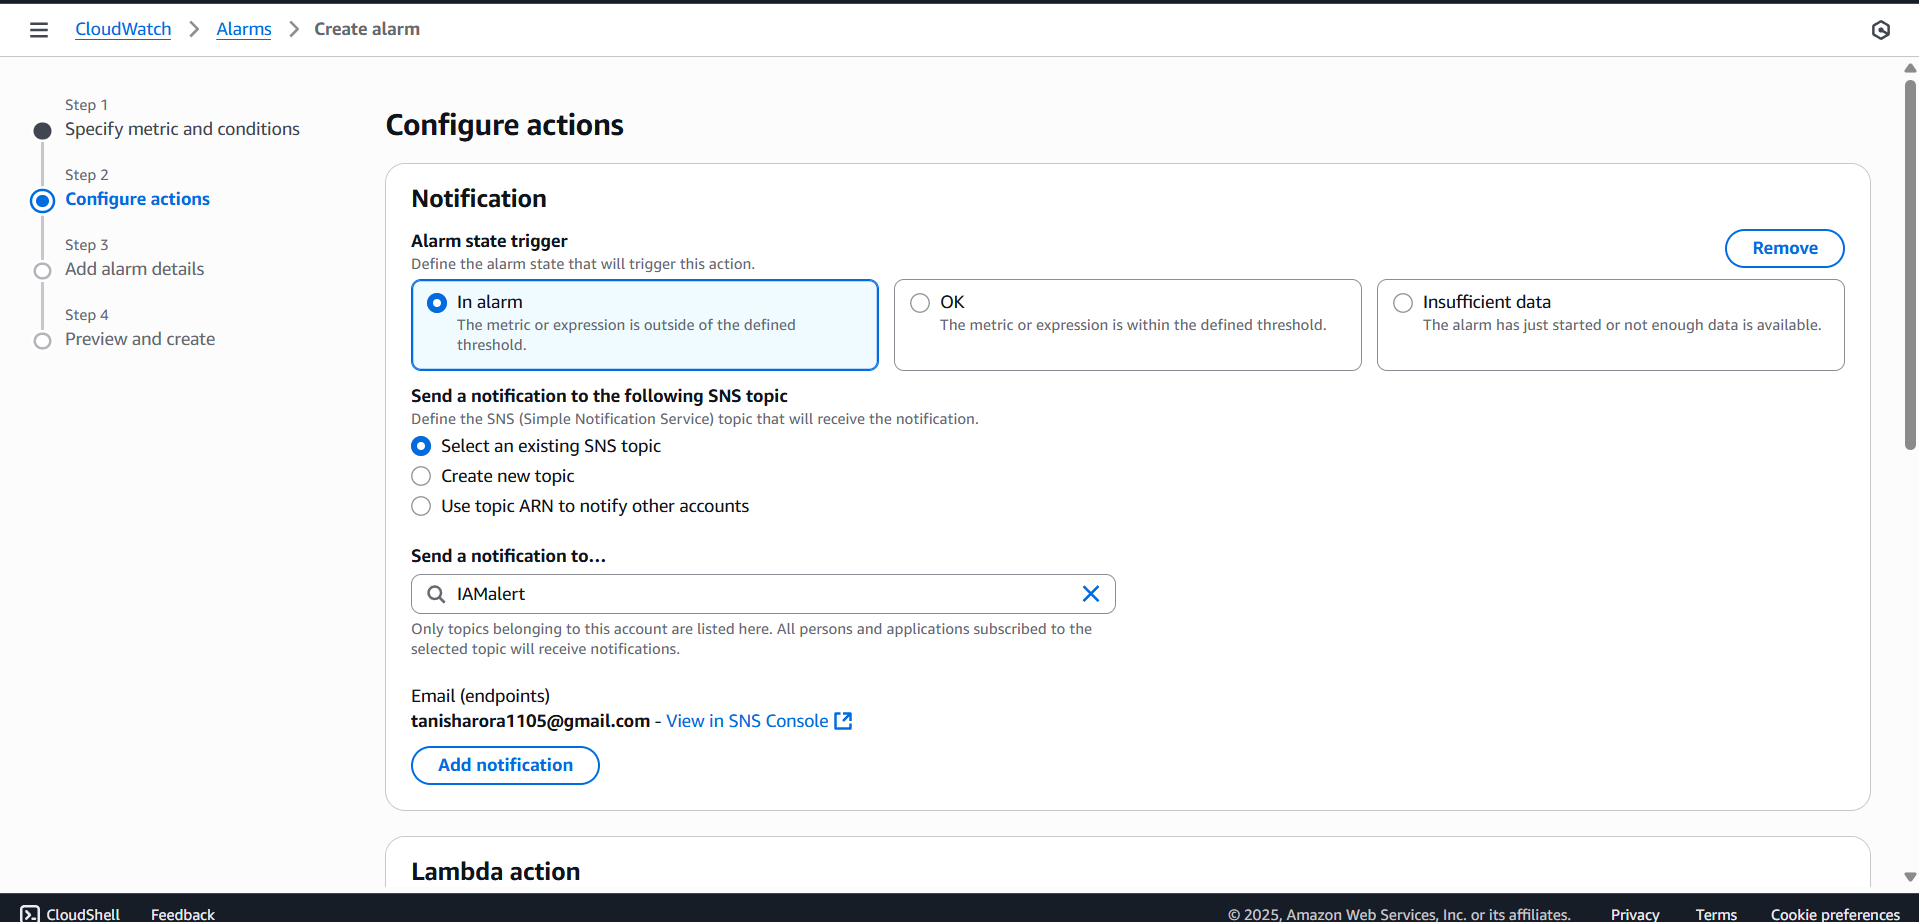 CloudWatch > Alarms > Create alarm
Step 1
Specify metric and conditions
Step 2
Configure actions
Step 3
Add alarm details
Step 4
Preview and create
Configure actions
Notification
Alarm state trigger
Define the alarm state that will trigger this action.
Remove
In alarm
The metric or expression is outside of the defined
threshold.
OK
The metric or expression is within the defined threshold.
Insufficient data
The alarm has just started or not enough data is available.
Send a notification to the following SNS topic
Define the SNS (Simple Notification Service) topic that will receive the notification.
Select an existing SNS topic
Create new topic
Use topic ARN to notify other accounts
Send a notification to…
IAMalert
Only topics belonging to this account are listed here. All persons and applications subscribed to the
selected topic will receive notifications.
Email (endpoints)
tanisharora1105@gmail.com - View in SNS Console
Add notification
Lambda action
CloudShell Feedback © 2025, Amazon Web Services, Inc. or its affiliates. Privacy Terms Cookie preferences